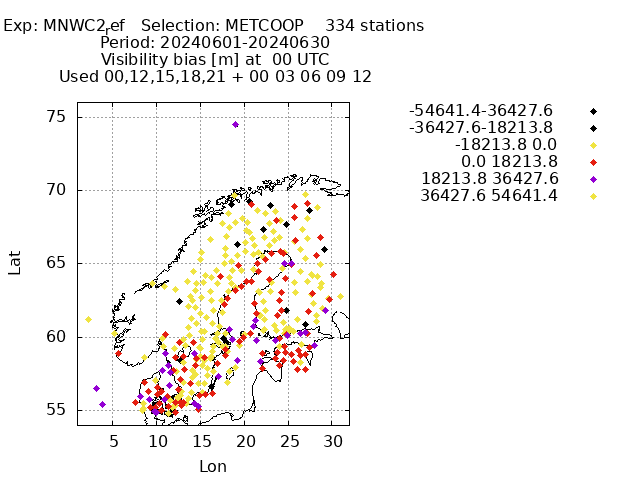 Exp: MNWC2ref Selection: METCOOP 334 stations
Period: 20240601-20240630
Visibility bias [m] at 00 UTC
Used 00,12,15,18,21 + 00 03 06 09 12
-54641.4-36427.6
-36427.6-18213.8
-18213.8 0.0
0.0 18213.8
18213.8 36427.6
36427.6 54641.4
75
70
65
60
55
Lat
5 10 15 20 25 30
Lon